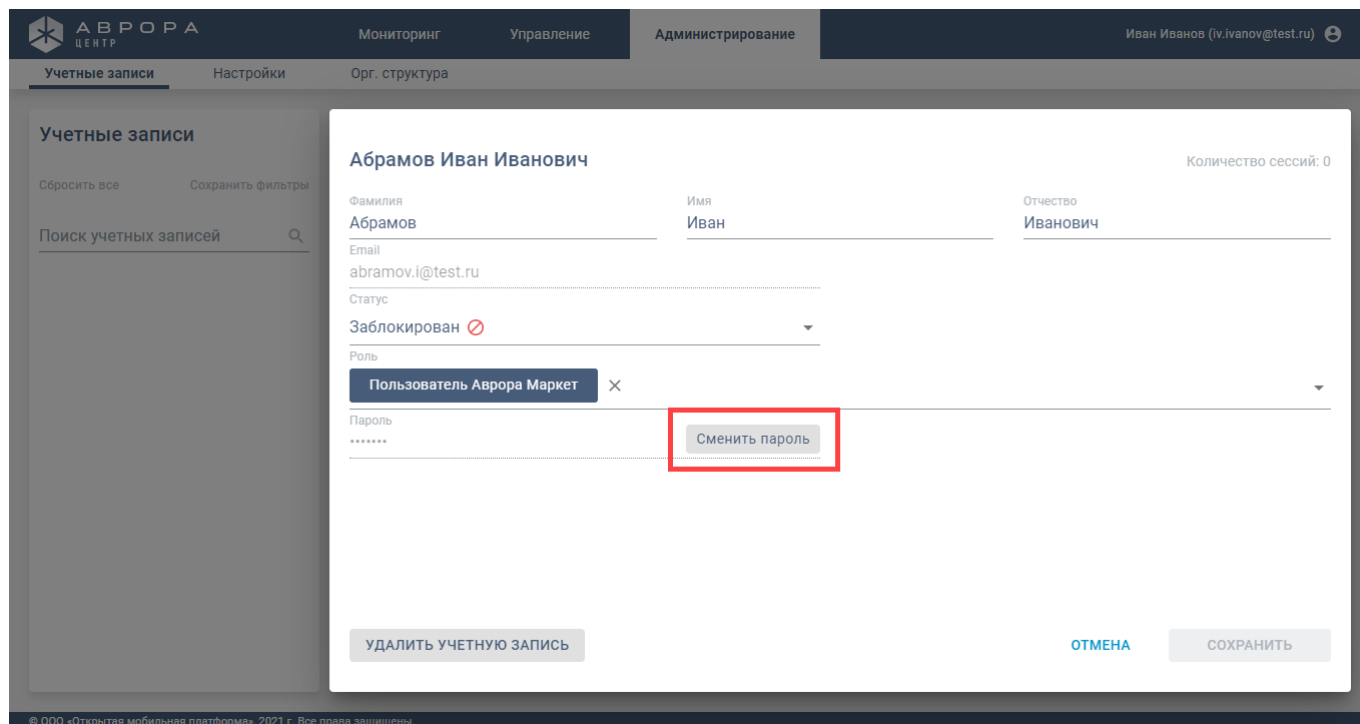 АВРОРА
ЦЕНТР
Мониторинг Управление Администрирование Иван Иванов (iv.ivanov@test.ru)
Учетные записи Настройки Орг. структура
Учетные записи
Сбросить все Сохранить фильтры
Поиск учетных записей
Абрамов Иван Иванович Количество сессий: 0
Фамилия Имя Отчество
Абрамов Иван Иванович
Email
abramov.i@test.ru
Статус
Заблокирован
Роль
Пользователь Аврора Маркет
Пароль
•••••••
Сменить пароль
УДАЛИТЬ УЧЕТНУЮ ЗАПИСЬ ОТМЕНА СОХРАНИТЬ
© ООО «Открытая мобильная платформа», 2021 г. Все права защищены